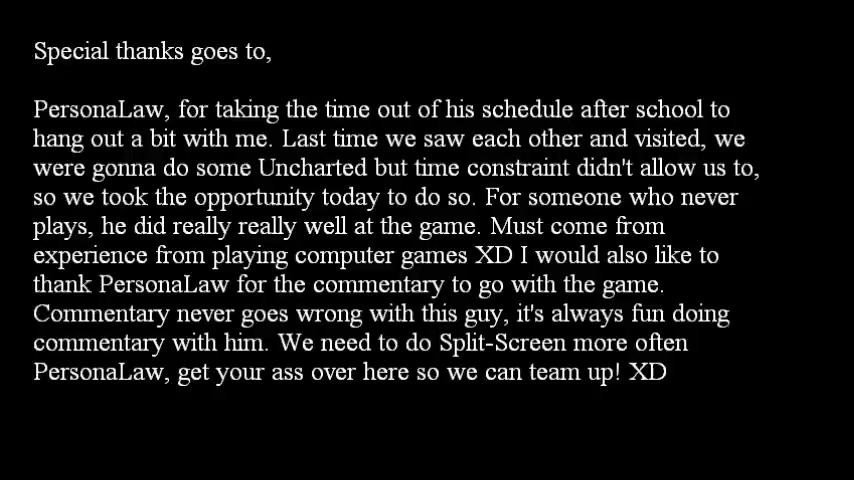 Special thanks goes to,
PersonaLaw, for taking the time out of his schedule after school to
hang out a bit with me. Last time we saw each other and visited, we
were gonna do some Uncharted but time constraint didn't allow us to,
so we took the opportunity today to do so. For someone who never
plays, he did really really well at the game. Must come from
experience from playing computer games XD I would also like to
thank PersonaLaw for the commentary to go with the game.
Commentary never goes wrong with this guy, it's always fun doing
commentary with him. We need to do Split-Screen more often
PersonaLaw, get your ass over here so we can team up! XD